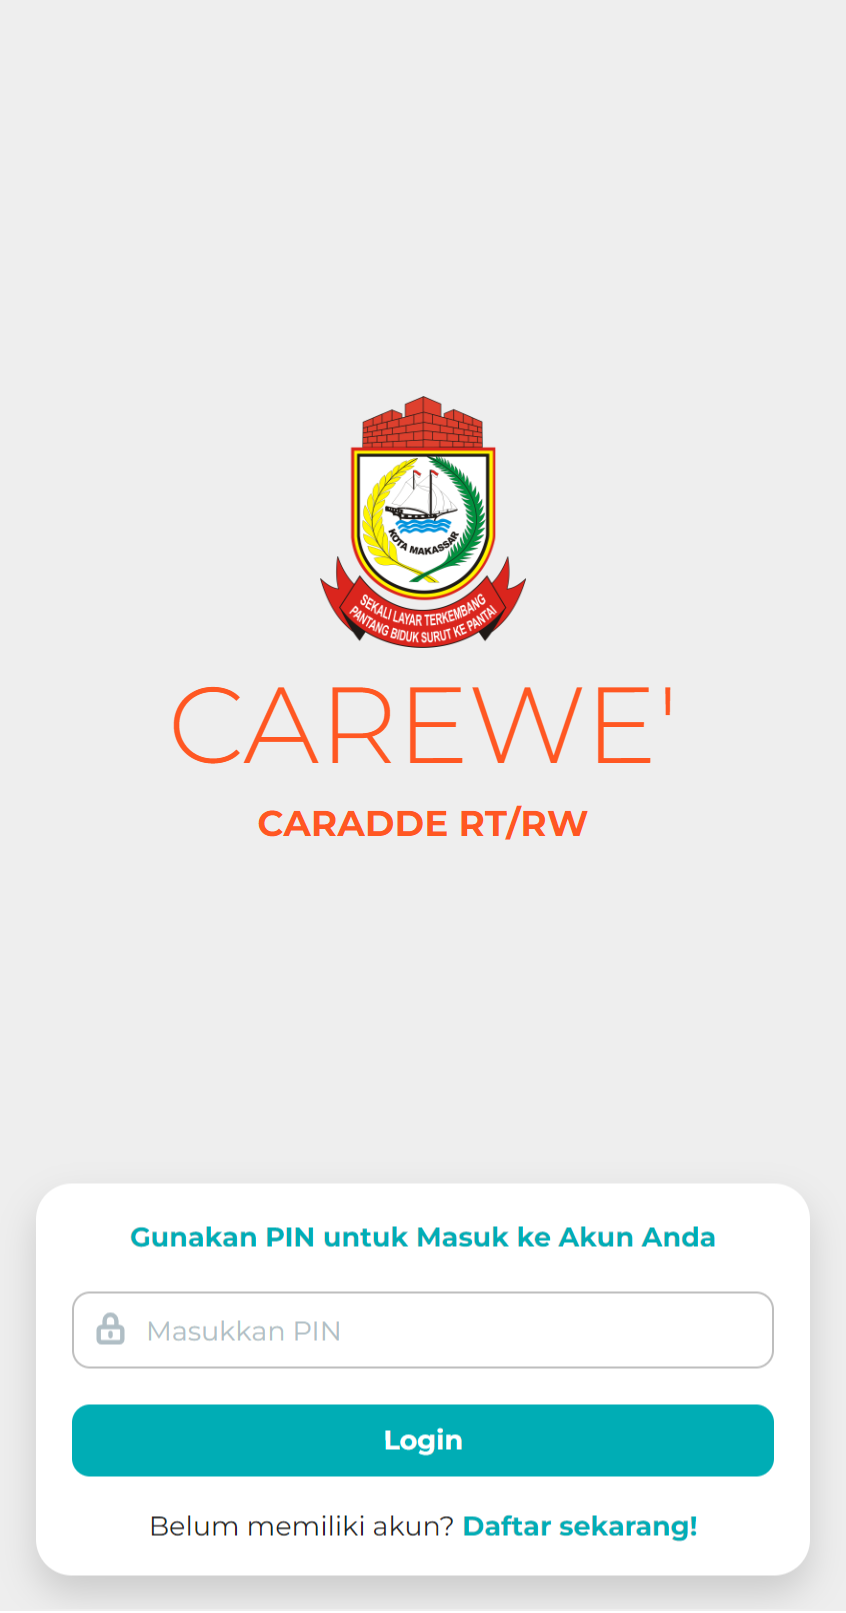 KOTA MAKASSAR
SEKALI LAYAR TERKEMBANG
PANTANG BIDUK SURUT KE PANTAI
CAREWE'
CARADDE RT/RW
Gunakan PIN untuk Masuk ke Akun Anda
Masukkan PIN
Login
Belum memiliki akun? Daftar sekarang!